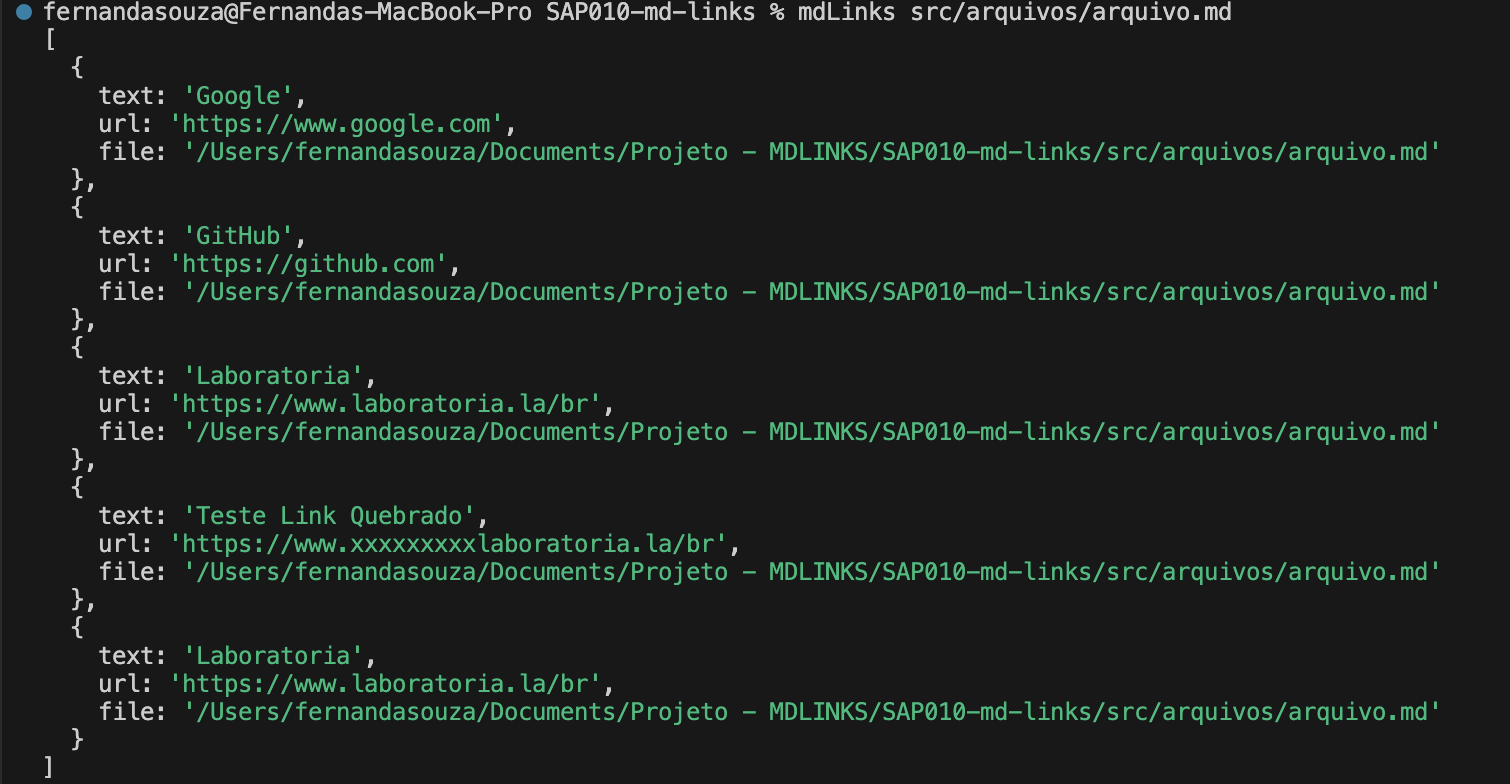 fernandasouza@Fernandas-MacBook-Pro SAP010-md-links % mdLinks src/arquivos/arquivo.md
[
  {
    text: 'Google',
    url: 'https://www.google.com',
    file: '/Users/fernandasouza/Documents/Projeto - MDLINKS/SAP010-md-links/src/arquivos/arquivo.md'
  },
  {
    text: 'GitHub',
    url: 'https://github.com',
    file: '/Users/fernandasouza/Documents/Projeto - MDLINKS/SAP010-md-links/src/arquivos/arquivo.md'
  },
  {
    text: 'Laboratoria',
    url: 'https://www.laboratoria.la/br',
    file: '/Users/fernandasouza/Documents/Projeto - MDLINKS/SAP010-md-links/src/arquivos/arquivo.md'
  },
  {
    text: 'Teste Link Quebrado',
    url: 'https://www.xxxxxxxxxlaboratoria.la/br',
    file: '/Users/fernandasouza/Documents/Projeto - MDLINKS/SAP010-md-links/src/arquivos/arquivo.md'
  },
  {
    text: 'Laboratoria',
    url: 'https://www.laboratoria.la/br',
    file: '/Users/fernandasouza/Documents/Projeto - MDLINKS/SAP010-md-links/src/arquivos/arquivo.md'
  }
]